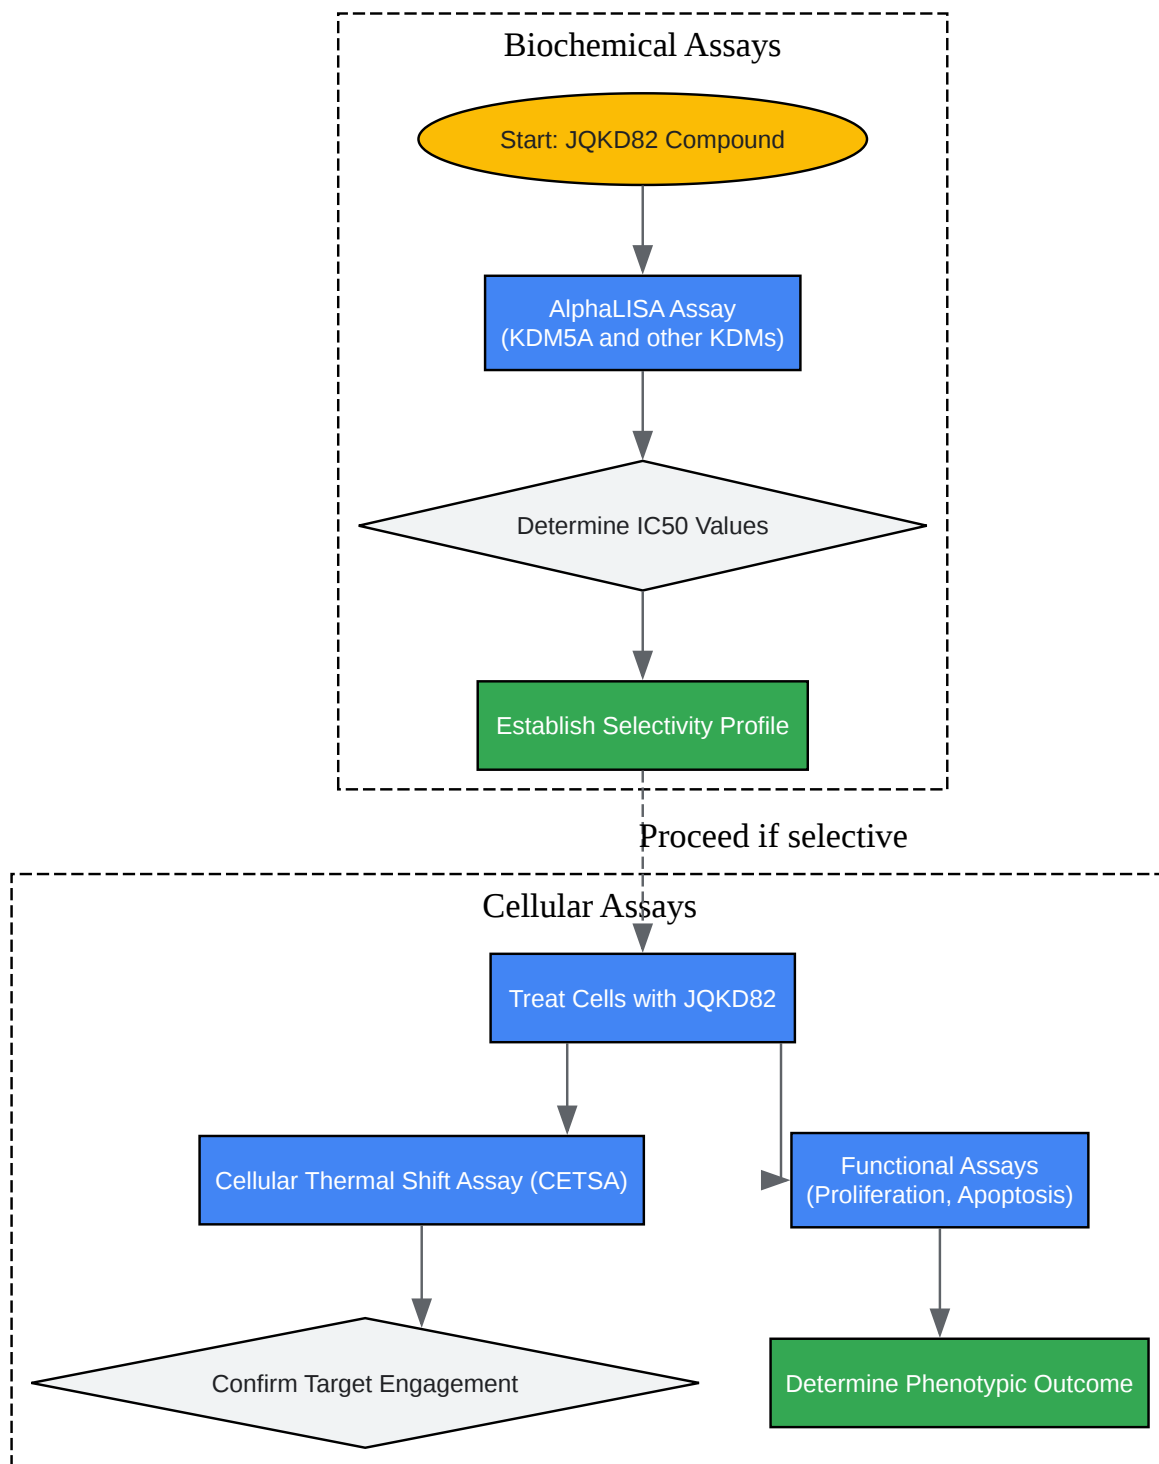 Biochemical Assays
Start: JQKD82 Compound
AlphaLISA Assay
(KDM5A and other KDMs)
Determine IC50 Values
Establish Selectivity Profile
Proceed if selective
Cellular Assays
Treat Cells with JQKD82
Cellular Thermal Shift Assay (CETSA)
Functional Assays
(Proliferation, Apoptosis)
Confirm Target Engagement
Determine Phenotypic Outcome